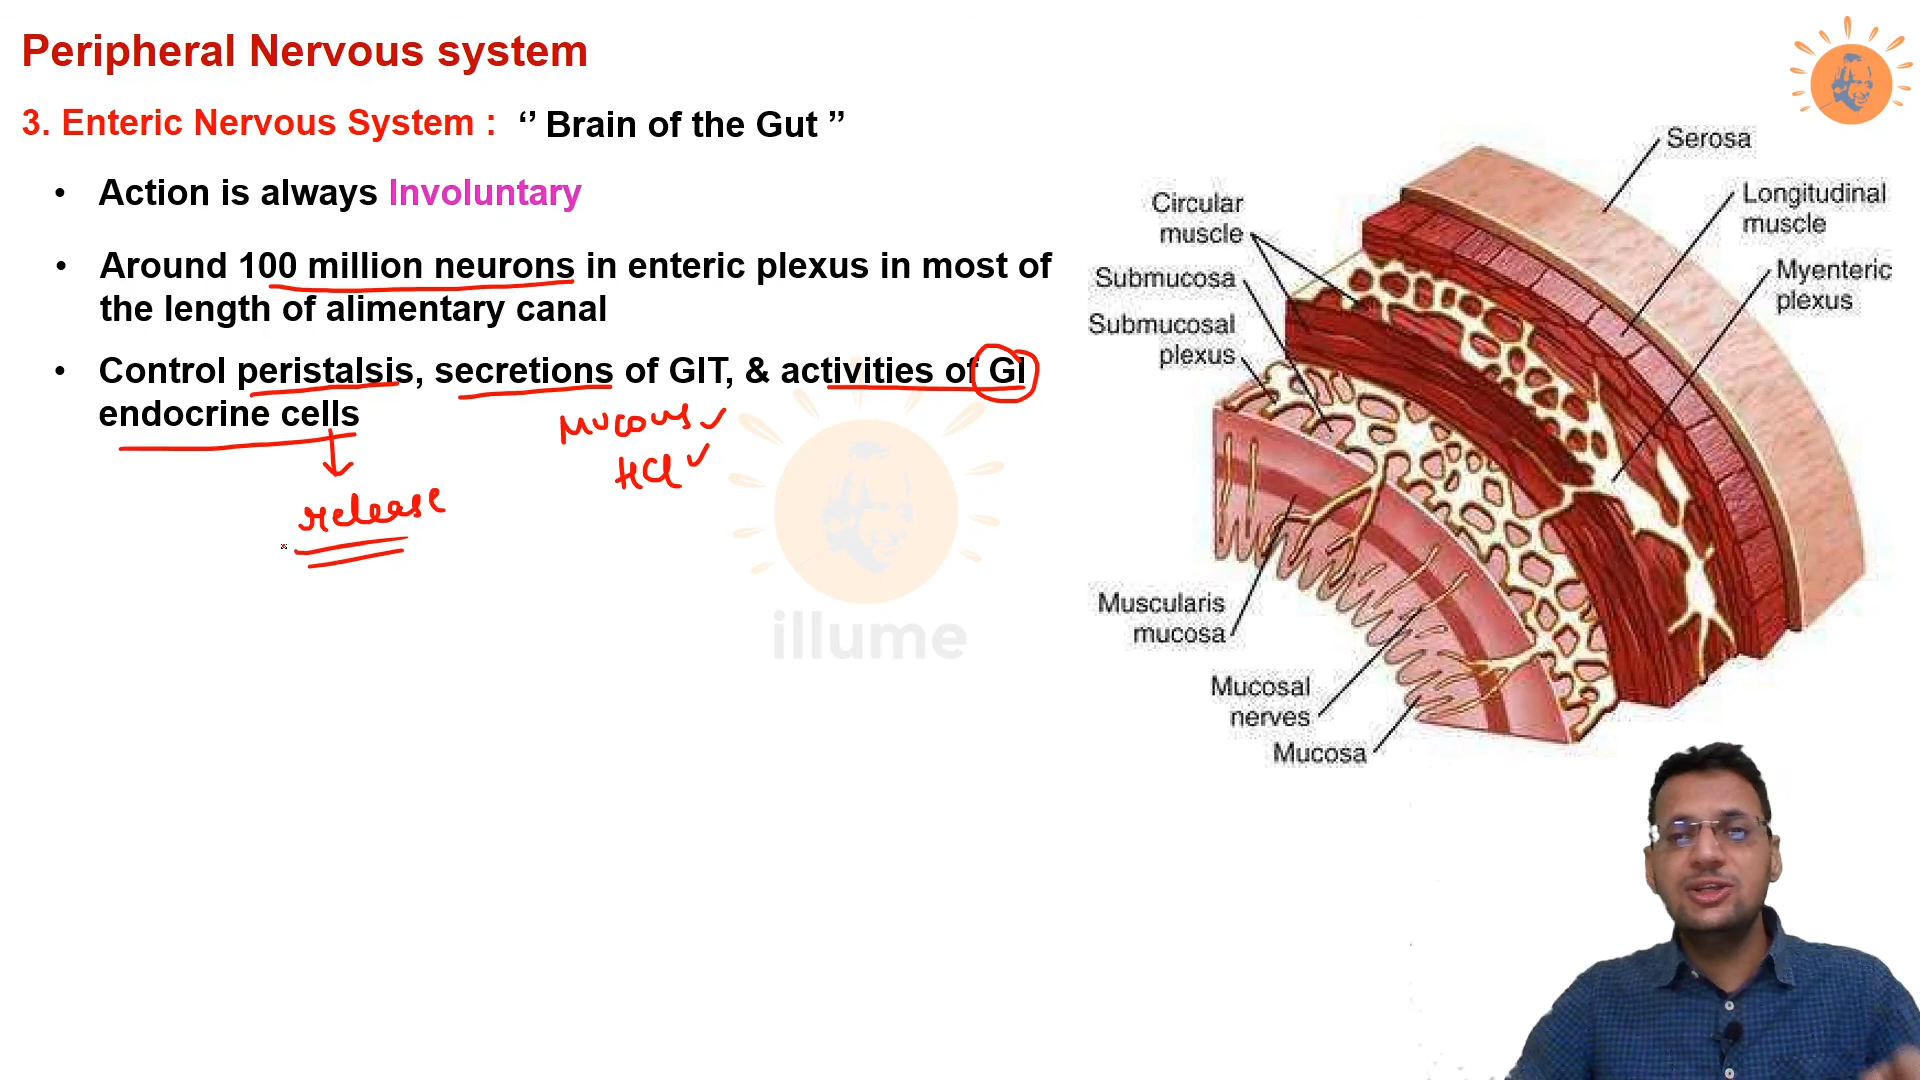 Peripheral Nervous system
3. Enteric Nervous System : ‘’ Brain of the Gut ”
• Action is always Involuntary
• Around 100 million neurons in enteric plexus in most of
the length of alimentary canal
• Control peristalsis, secretions of GIT, & activities of GI
endocrine cells
Mucous ✓
HCl ✓
release
illume
Serosa
Longitudinal
muscle
Myenteric
plexus
Circular
muscle
Submucosa
Submucosal
plexus
Muscularis
mucosa
Mucosal
nerves
Mucosa